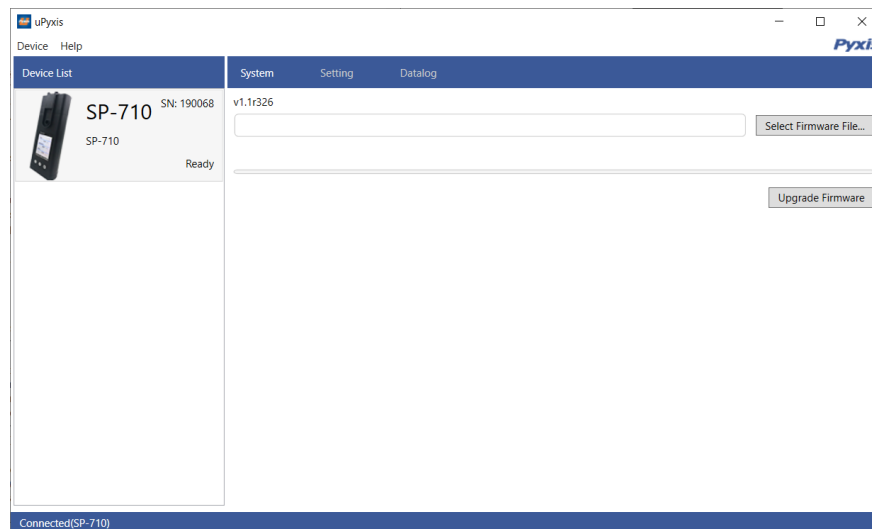 uPyxis
Device Help
Device List
System Setting Datalog
SP-710 SN: 190068
SP-710
Ready
v1.1r326
Select Firmware File...
Upgrade Firmware
Connected(SP-710)